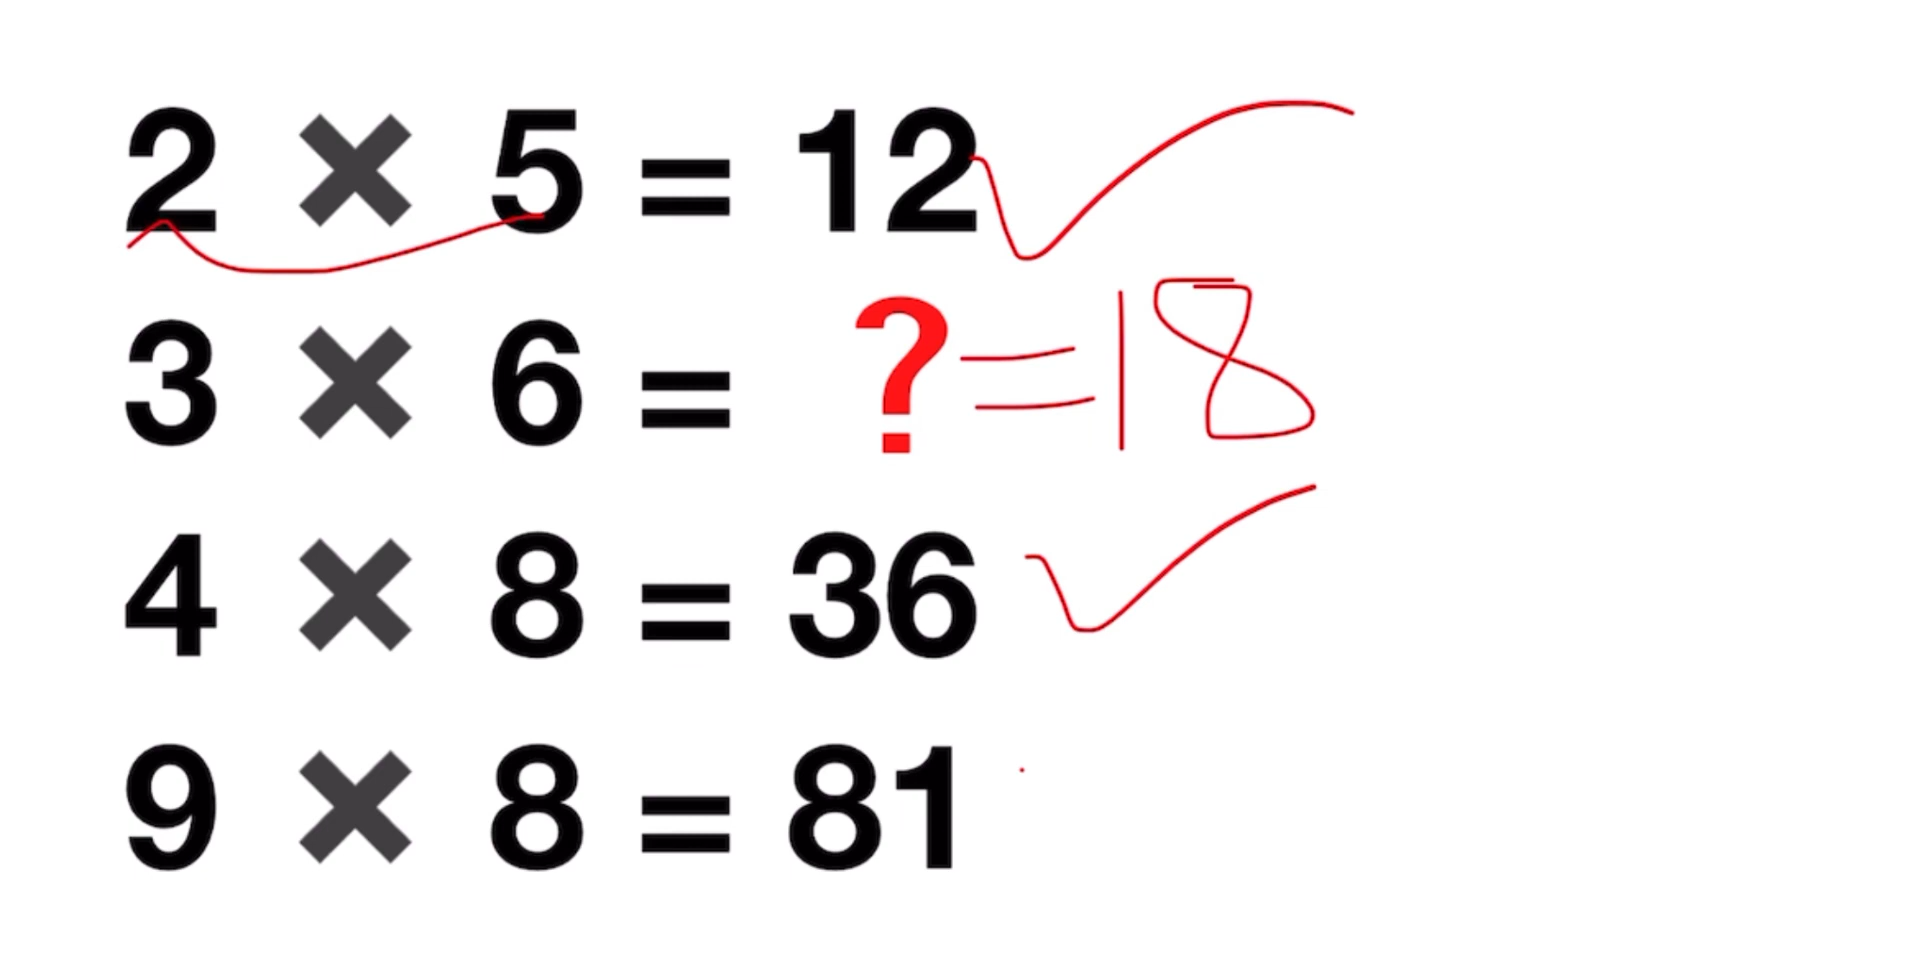 2 × 5 = 12
3 × 6 = ? = 18
4 × 8 = 36
9 × 8 = 81